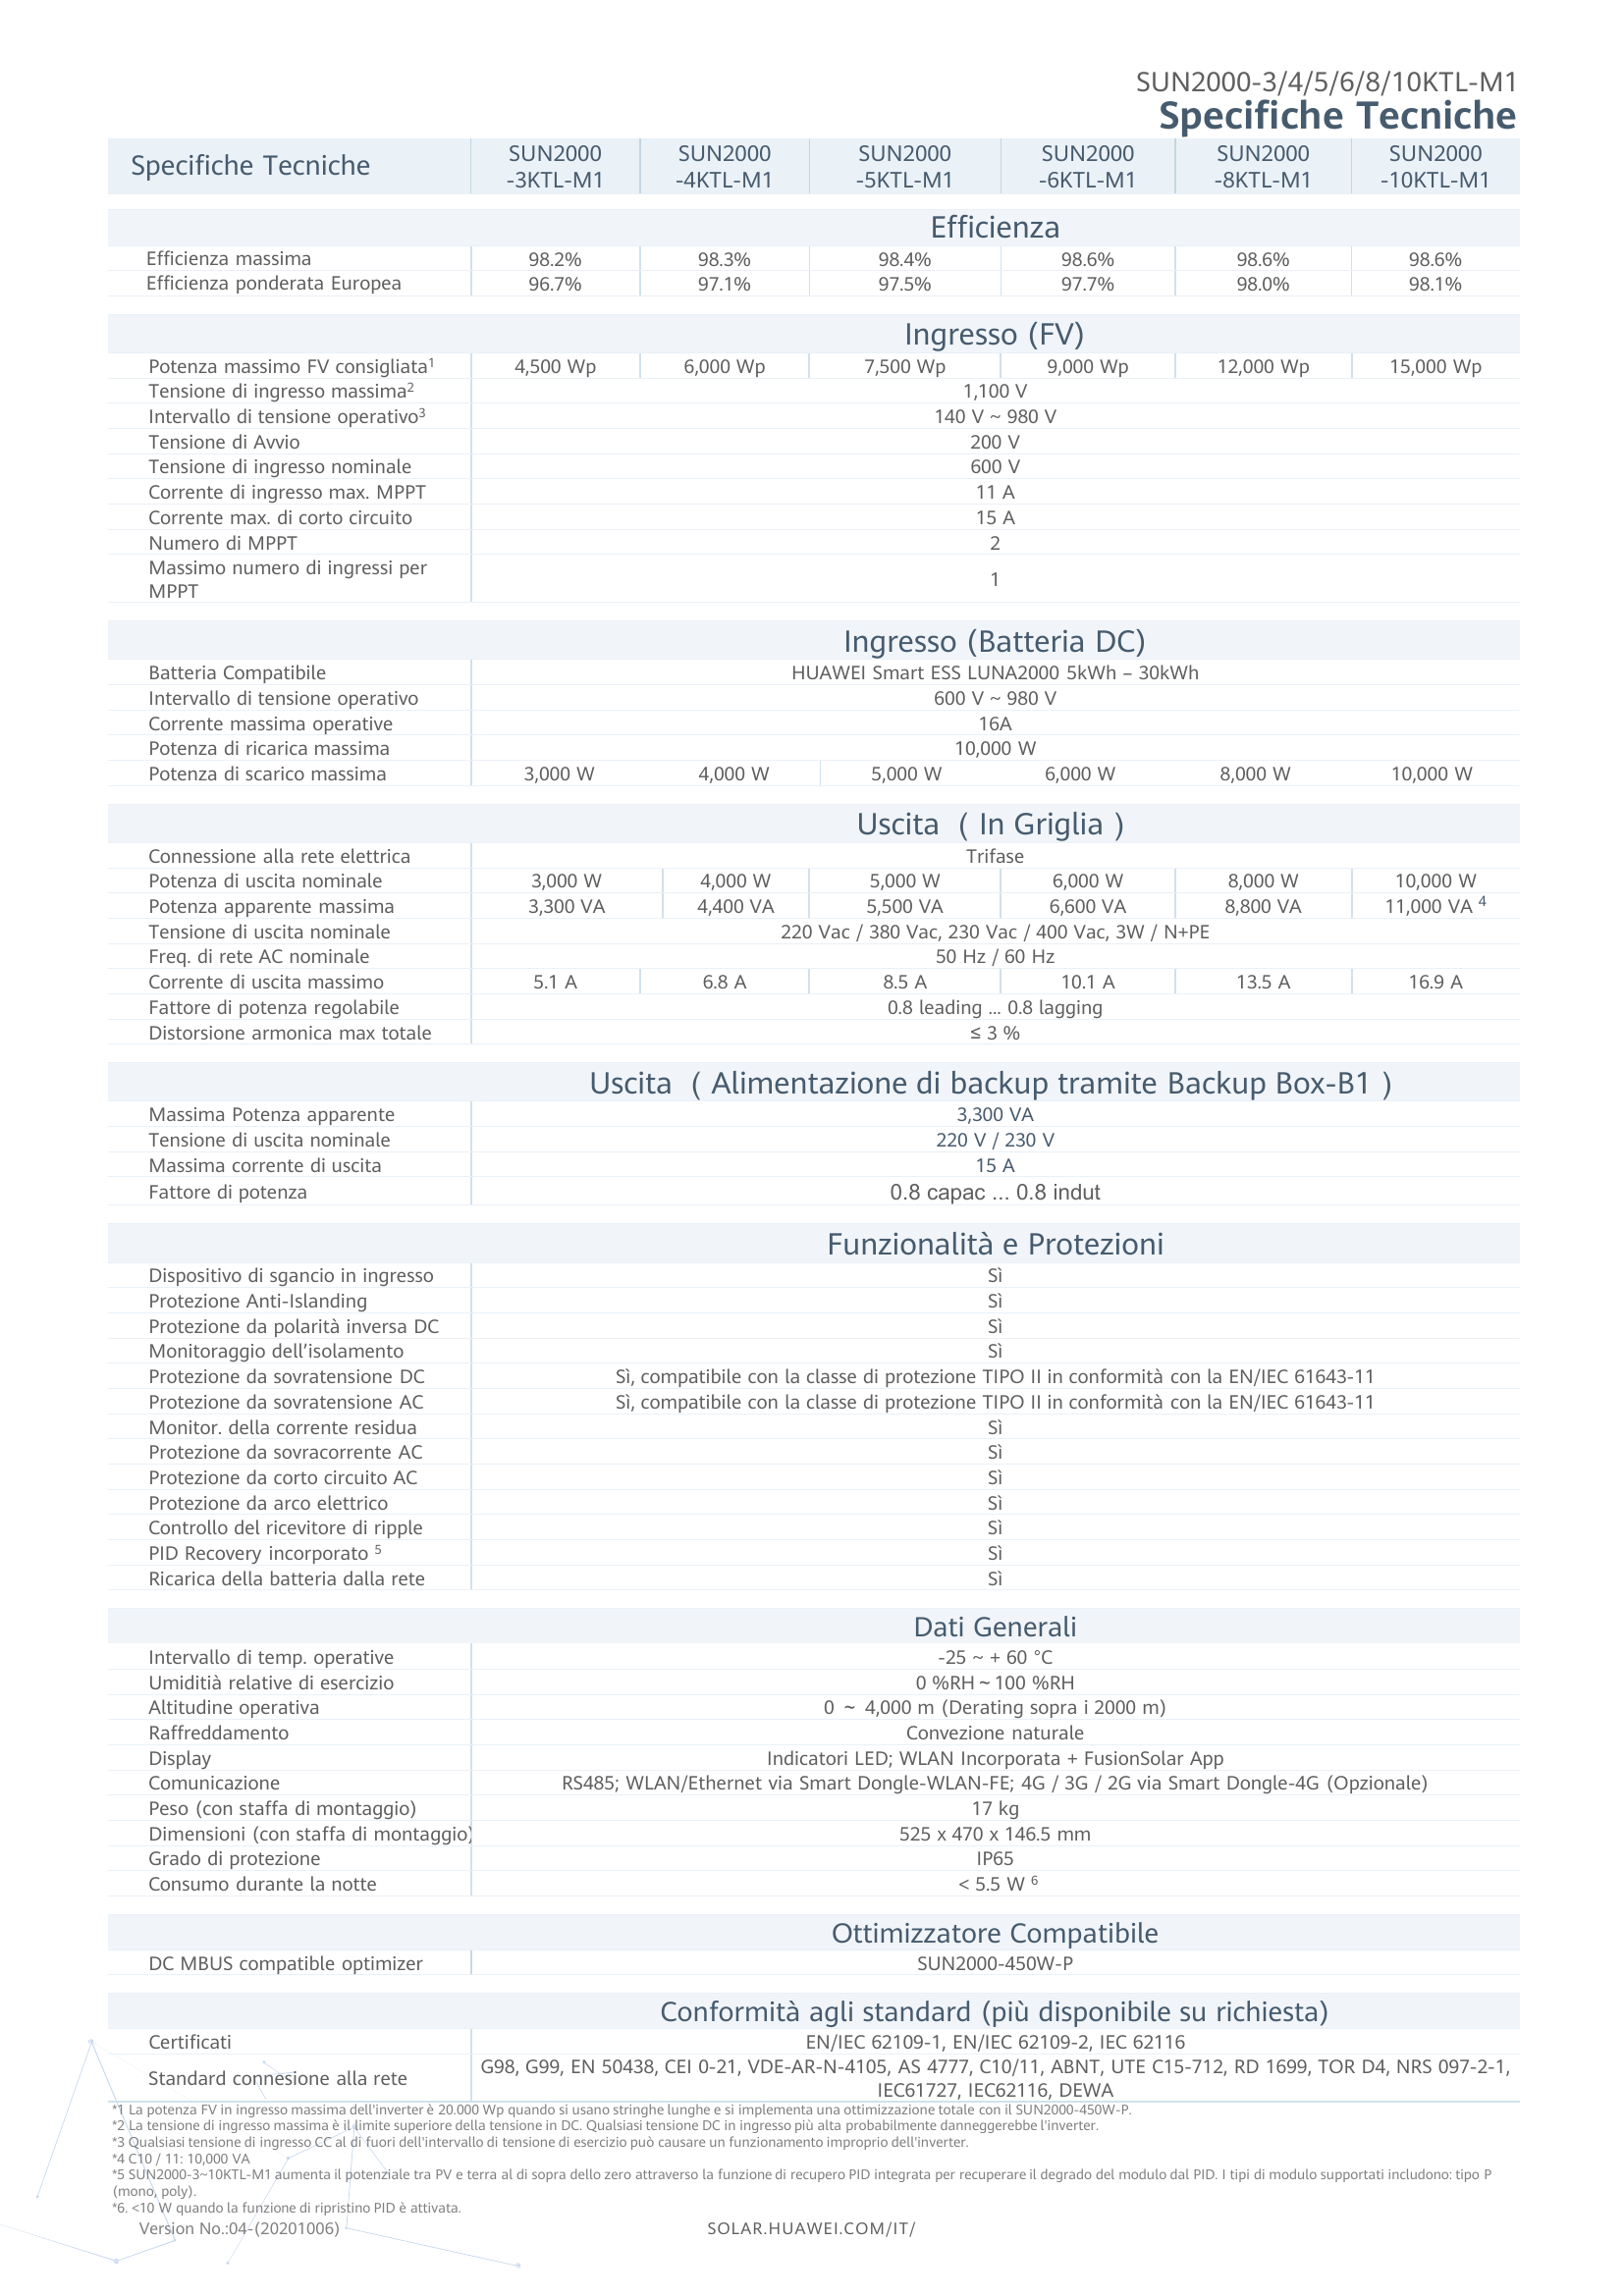 SUN2000-3/4/5/6/8/10KTL-M1
Specifiche Tecniche
Specifiche Tecniche SUN2000 -3KTL-M1 SUN2000 -4KTL-M1 SUN2000 -5KTL-M1 SUN2000 -6KTL-M1 SUN2000 -8KTL-M1 SUN2000 -10KTL-M1
Efficienza
Efficienza massima 98.2% 98.3% 98.4% 98.6% 98.6% 98.6%
Efficienza ponderata Europea 96.7% 97.1% 97.5% 97.7% 98.0% 98.1%
Ingresso (FV)
Potenza massimo FV consigliata¹ 4,500 Wp 6,000 Wp 7,500 Wp 9,000 Wp 12,000 Wp 15,000 Wp
Tensione di ingresso massima² 1,100 V
Intervallo di tensione operativo³ 140 V ~ 980 V
Tensione di Avvio 200 V
Tensione di ingresso nominale 600 V
Corrente di ingresso max. MPPT 11 A
Corrente max. di corto circuito 15 A
Numero di MPPT 2
Massimo numero di ingressi per
MPPT 1
Ingresso (Batteria DC)
Batteria Compatibile HUAWEI Smart ESS LUNA2000 5kWh – 30kWh
Intervallo di tensione operativo 600 V ~ 980 V
Corrente massima operative 16A
Potenza di ricarica massima 10,000 W
Potenza di scarico massima 3,000 W 4,000 W 5,000 W 6,000 W 8,000 W 10,000 W
Uscita ( In Griglia )
Connessione alla rete elettrica Trifase
Potenza di uscita nominale 3,000 W 4,000 W 5,000 W 6,000 W 8,000 W 10,000 W
Potenza apparente massima 3,300 VA 4,400 VA 5,500 VA 6,600 VA 8,800 VA 11,000 VA ⁴
Tensione di uscita nominale 220 Vac / 380 Vac, 230 Vac / 400 Vac, 3W / N+PE
Freq. di rete AC nominale 50 Hz / 60 Hz
Corrente di uscita massimo 5.1 A 6.8 A 8.5 A 10.1 A 13.5 A 16.9 A
Fattore di potenza regolabile 0.8 leading ... 0.8 lagging
Distorsione armonica max totale ≤ 3 %
Uscita ( Alimentazione di backup tramite Backup Box-B1 )
Massima Potenza apparente 3,300 VA
Tensione di uscita nominale 220 V / 230 V
Massima corrente di uscita 15 A
Fattore di potenza 0.8 capac ... 0.8 indut
Funzionalità e Protezioni
Dispositivo di sgancio in ingresso Sì
Protezione Anti-Islanding Sì
Protezione da polarità inversa DC Sì
Monitoraggio dell’isolamento Sì
Protezione da sovratensione DC Sì, compatibile con la classe di protezione TIPO II in conformità con la EN/IEC 61643-11
Protezione da sovratensione AC Sì, compatibile con la classe di protezione TIPO II in conformità con la EN/IEC 61643-11
Monitor. della corrente residua Sì
Protezione da sovracorrente AC Sì
Protezione da corto circuito AC Sì
Protezione da arco elettrico Sì
Controllo del ricevitore di ripple Sì
PID Recovery incorporato ⁵ Sì
Ricarica della batteria dalla rete Sì
Dati Generali
Intervallo di temp. operative -25 ~ + 60 °C
Umiditià relative di esercizio 0 %RH ~ 100 %RH
Altitudine operativa 0 ~ 4,000 m (Derating sopra i 2000 m)
Raffreddamento Convezione naturale
Display Indicatori LED; WLAN Incorporata + FusionSolar App
Comunicazione RS485; WLAN/Ethernet via Smart Dongle-WLAN-FE; 4G / 3G / 2G via Smart Dongle-4G (Opzionale)
Peso (con staffa di montaggio) 17 kg
Dimensioni (con staffa di montaggio) 525 x 470 x 146.5 mm
Grado di protezione IP65
Consumo durante la notte < 5.5 W ⁶
Ottimizzatore Compatibile
DC MBUS compatible optimizer SUN2000-450W-P
Conformità agli standard (più disponibile su richiesta)
Certificati EN/IEC 62109-1, EN/IEC 62109-2, IEC 62116
Standard connesione alla rete G98, G99, EN 50438, CEI 0-21, VDE-AR-N-4105, AS 4777, C10/11, ABNT, UTE C15-712, RD 1699, TOR D4, NRS 097-2-1,
IEC61727, IEC62116, DEWA
*1 La potenza FV in ingresso massima dell'inverter è 20.000 Wp quando si usano stringhe lunghe e si implementa una ottimizzazione totale con il SUN2000-450W-P.
*2 La tensione di ingresso massima è il limite superiore della tensione in DC. Qualsiasi tensione DC in ingresso più alta probabilmente danneggerebbe l'inverter.
*3 Qualsiasi tensione di ingresso CC al di fuori dell'intervallo di tensione di esercizio può causare un funzionamento improprio dell'inverter.
*4 C10 / 11: 10,000 VA
*5 SUN2000-3~10KTL-M1 aumenta il potenziale tra PV e terra al di sopra dello zero attraverso la funzione di recupero PID integrata per recuperare il degrado del modulo dal PID. I tipi di modulo supportati includono: tipo P
(mono, poly).
*6. <10 W quando la funzione di ripristino PID è attivata.
Version No.:04-(20201006) SOLAR.HUAWEI.COM/IT/